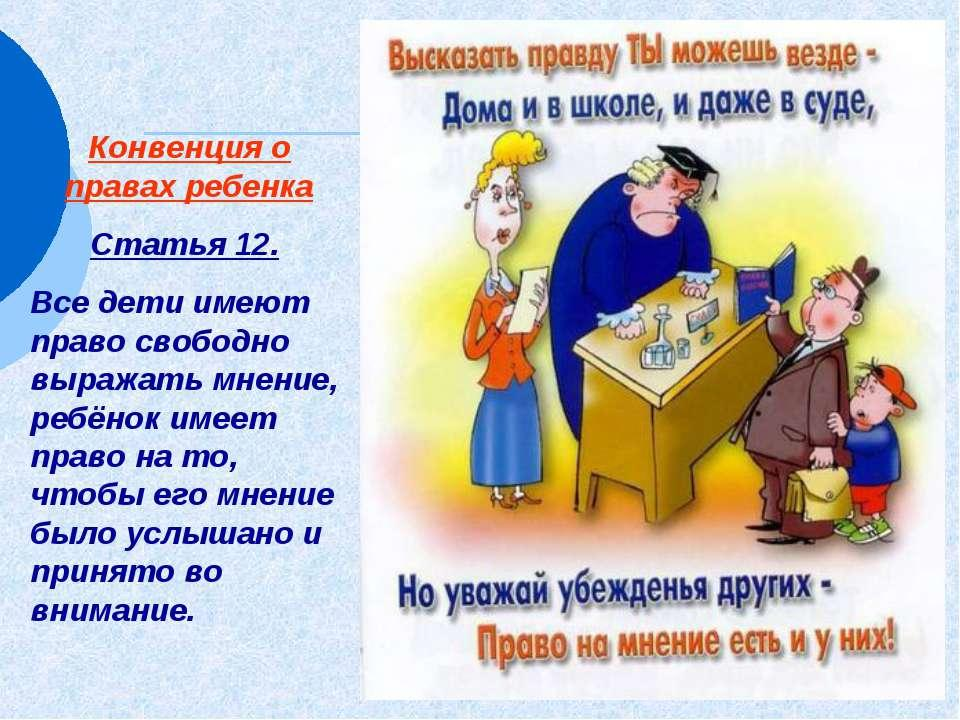 Конвенция о
правах ребенка
Статья 12.
Все дети имеют
право свободно
выражать мнение,
ребёнок имеет
право на то,
чтобы его мнение
было услышано и
принято во
внимание.
Высказать правду ТЫ можешь везде -
Дома и в школе, и даже в суде,
Но уважай убежденья других -
Право на мнение есть и у них!